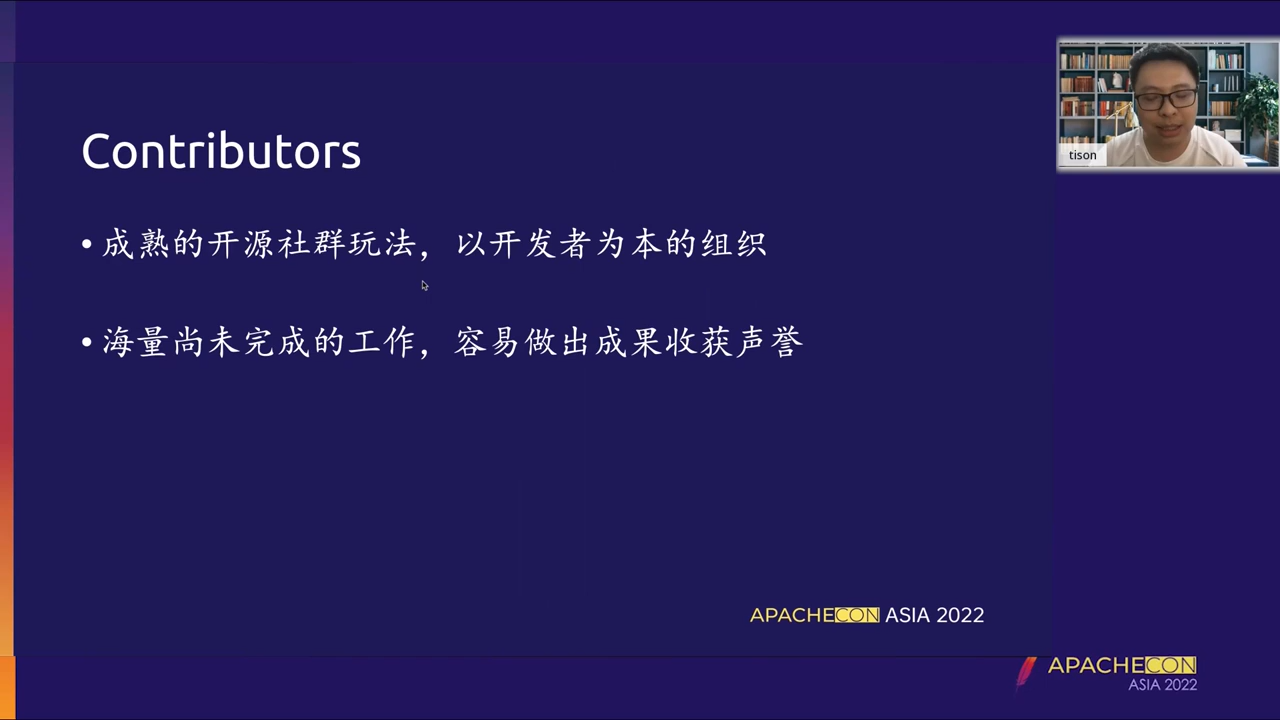 Contributors
• 成熟的开源社群玩法，以开发者为本的组织
• 海量尚未完成的工作，容易做出成果收获声誉
tison
APACHECON ASIA 2022
APACHECON
ASIA 2022